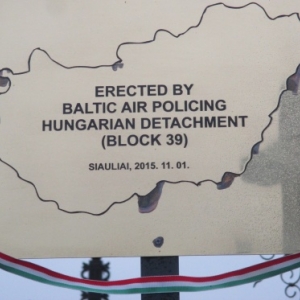 ERECTED BY
BALTIC AIR POLICING
HUNGARIAN DETACHMENT
(BLOCK 39)
SIAULIAI, 2015. 11. 01.